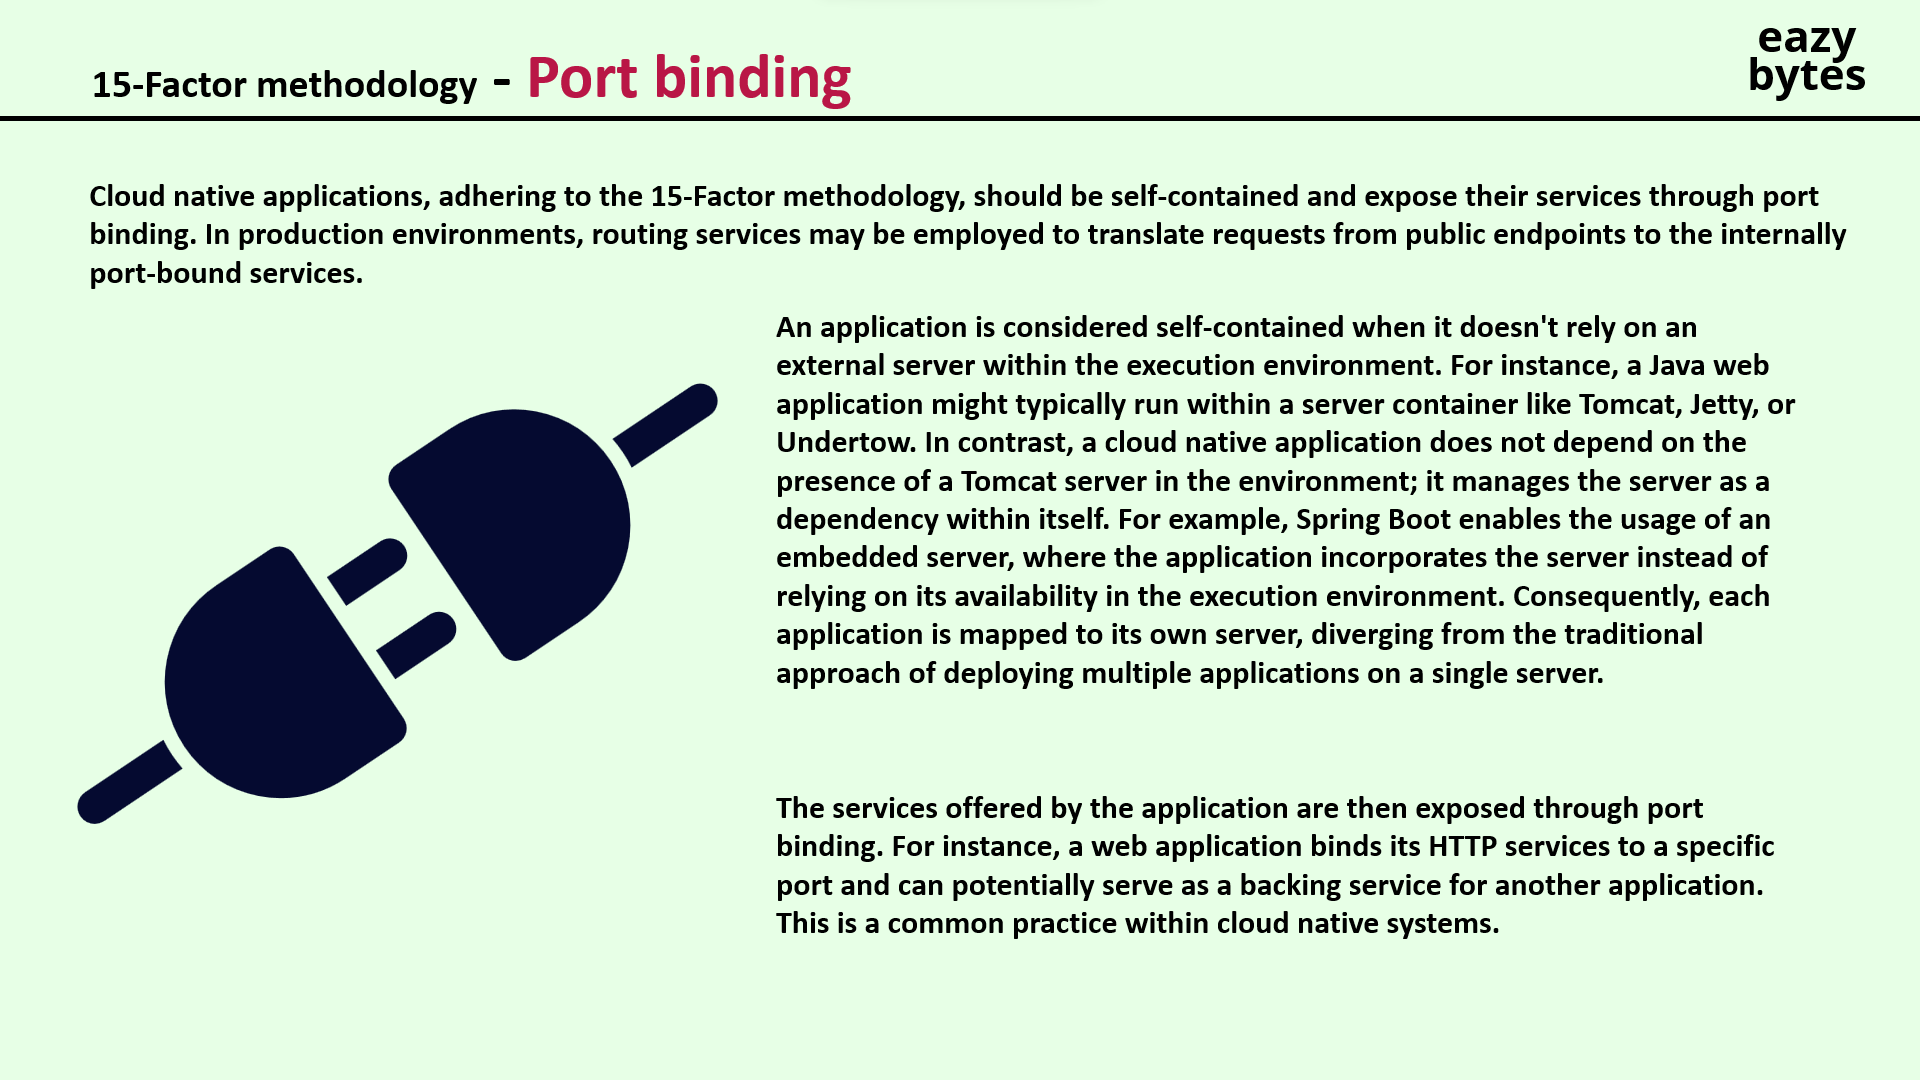 15-Factor methodology - Port binding
eazy
bytes
Cloud native applications, adhering to the 15-Factor methodology, should be self-contained and expose their services through port
binding. In production environments, routing services may be employed to translate requests from public endpoints to the internally
port-bound services.
An application is considered self-contained when it doesn't rely on an
external server within the execution environment. For instance, a Java web
application might typically run within a server container like Tomcat, Jetty, or
Undertow. In contrast, a cloud native application does not depend on the
presence of a Tomcat server in the environment; it manages the server as a
dependency within itself. For example, Spring Boot enables the usage of an
embedded server, where the application incorporates the server instead of
relying on its availability in the execution environment. Consequently, each
application is mapped to its own server, diverging from the traditional
approach of deploying multiple applications on a single server.
The services offered by the application are then exposed through port
binding. For instance, a web application binds its HTTP services to a specific
port and can potentially serve as a backing service for another application.
This is a common practice within cloud native systems.